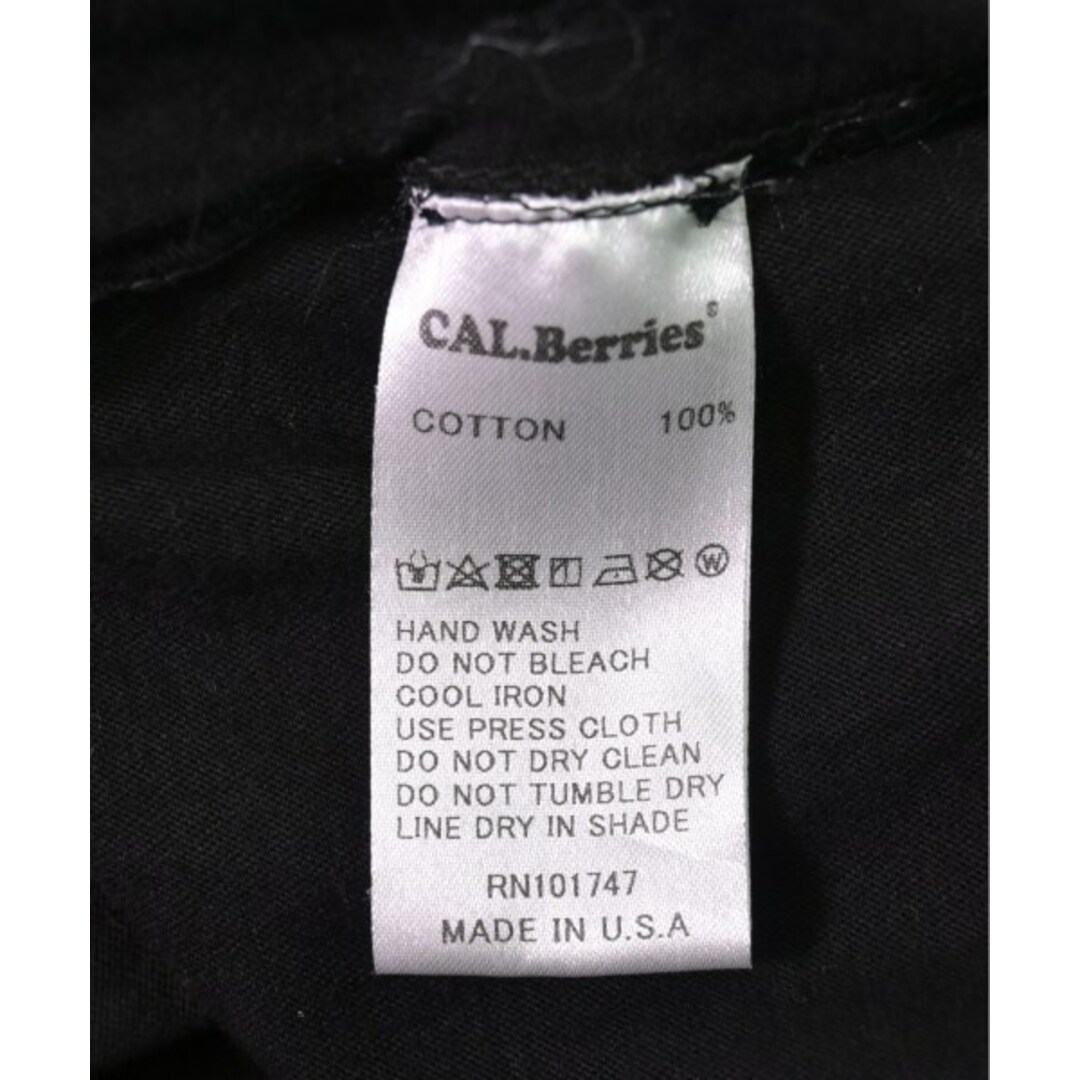 CAL.Berries®
COTTON 100%
W
HAND WASH
DO NOT BLEACH
COOL IRON
USE PRESS CLOTH
DO NOT DRY CLEAN
DO NOT TUMBLE DRY
LINE DRY IN SHADE
RN101747
MADE IN U.S.A